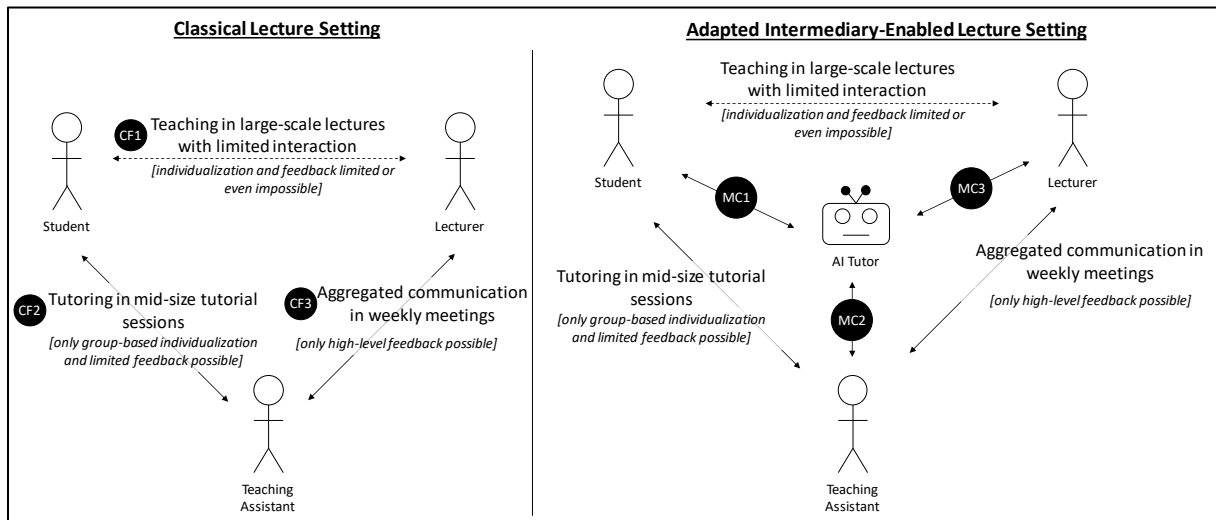 Classical Lecture Setting
CF1
Teaching in large-scale lectures
with limited interaction
[individualization and feedback limited or
even impossible]
Student
Lecturer
CF2
Tutoring in mid-size tutorial
sessions
[only group-based individualization
and limited feedback possible]
CF3
Aggregated communication
in weekly meetings
[only high-level feedback possible]
Teaching
Assistant
Adapted Intermediary-Enabled Lecture Setting
Teaching in large-scale lectures
with limited interaction
[individualization and feedback limited or
even impossible]
Student
Lecturer
MC1
MC3
AI Tutor
Tutoring in mid-size tutorial
sessions
[only group-based individualization
and limited feedback possible]
Aggregated communication in
weekly meetings
[only high-level feedback possible]
MC2
Teaching
Assistant